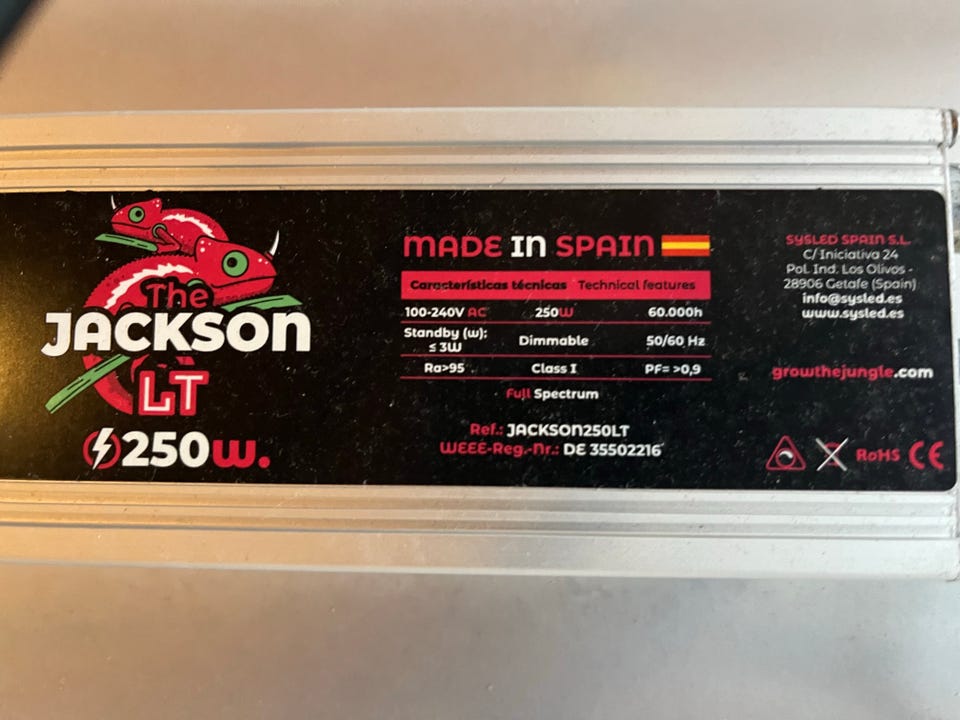 The
JACKSON
LT
250W.
MADE IN SPAIN
Características técnicas Technical features
100-240V AC 250W 60.000h
Standby (w):
≤ 3W Dimmable 50/60 Hz
Ra>95 Class I PF= >0,9
Full Spectrum
Ref.: JACKSON250LT
WEEE-Reg.-Nr.: DE 35502216
SYSLED SPAIN S.L.
C/ Iniciativa 24
Pol. Ind. Los Olivos -
28906 Getafe (Spain)
info@sysled.es
www.sysled.es
growthejungle.com
RoHS CE